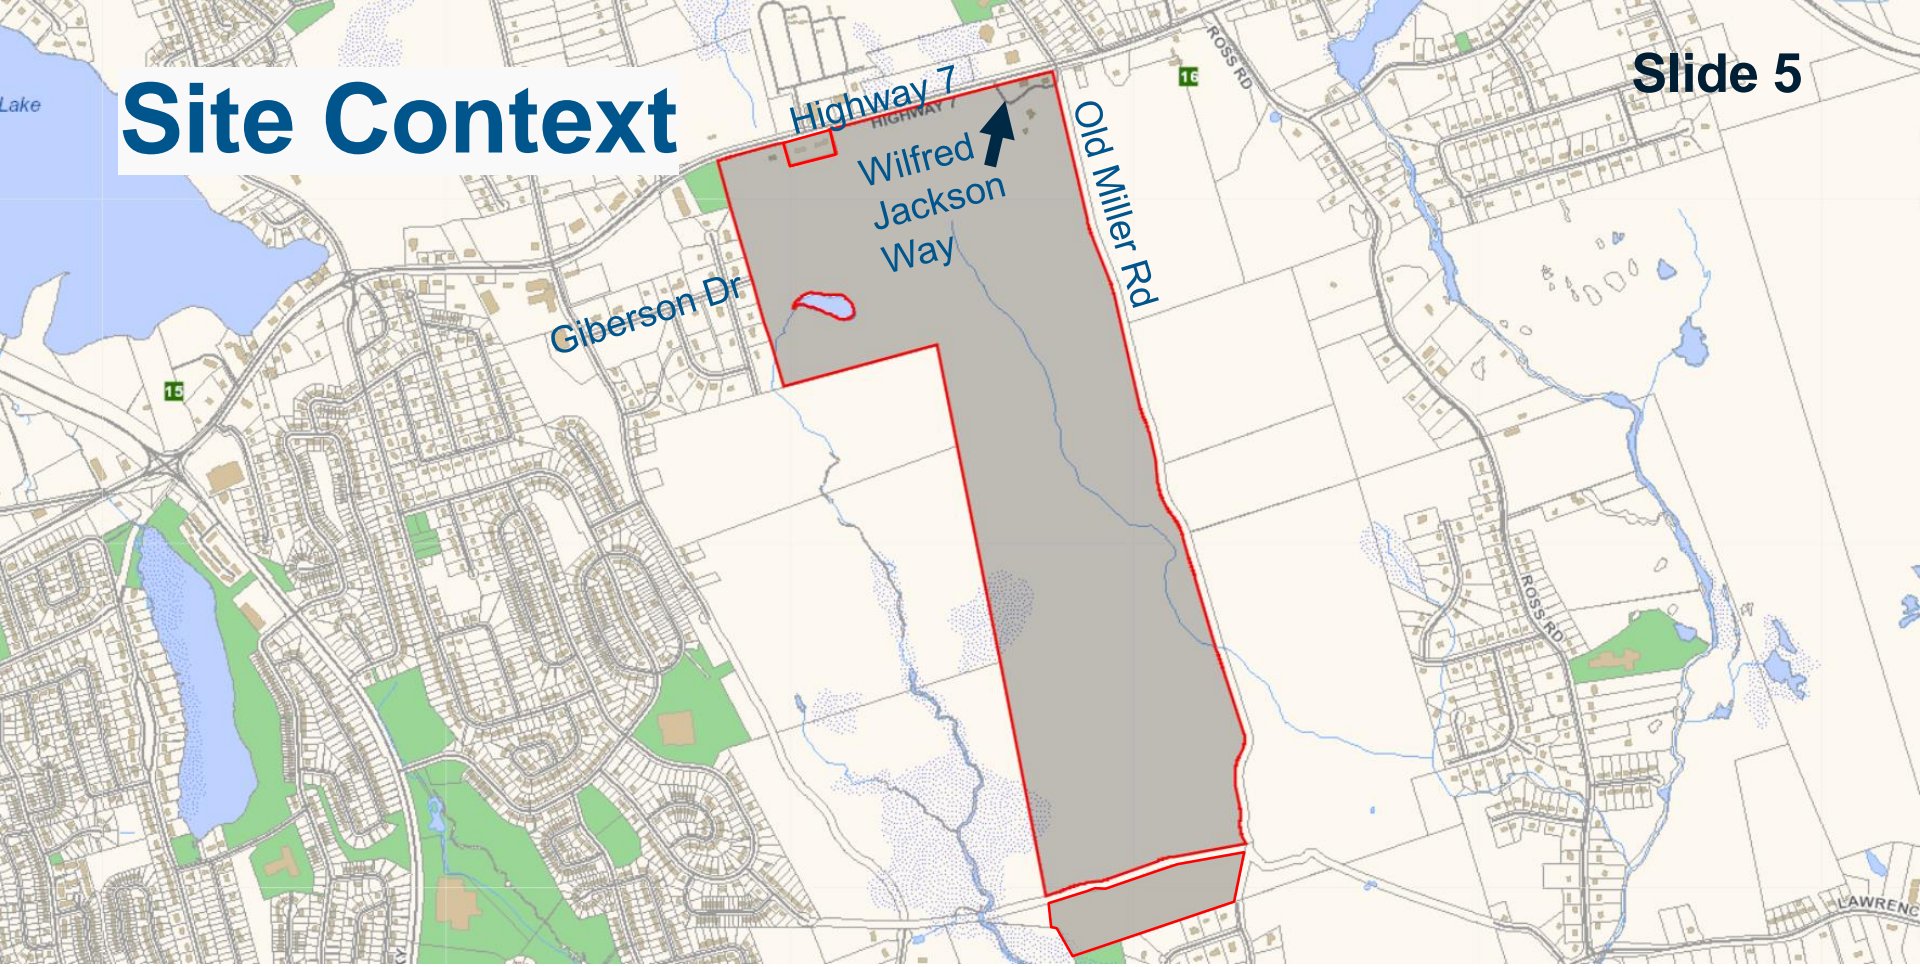 Lake
Site Context
Highway 7
HIGHWAY 7
Wilfred
Jackson
Way
Old Miller Rd
Giberson Dr
16
ROSS RD
Slide 5
15
ROSS RD
LAWRENC
KY